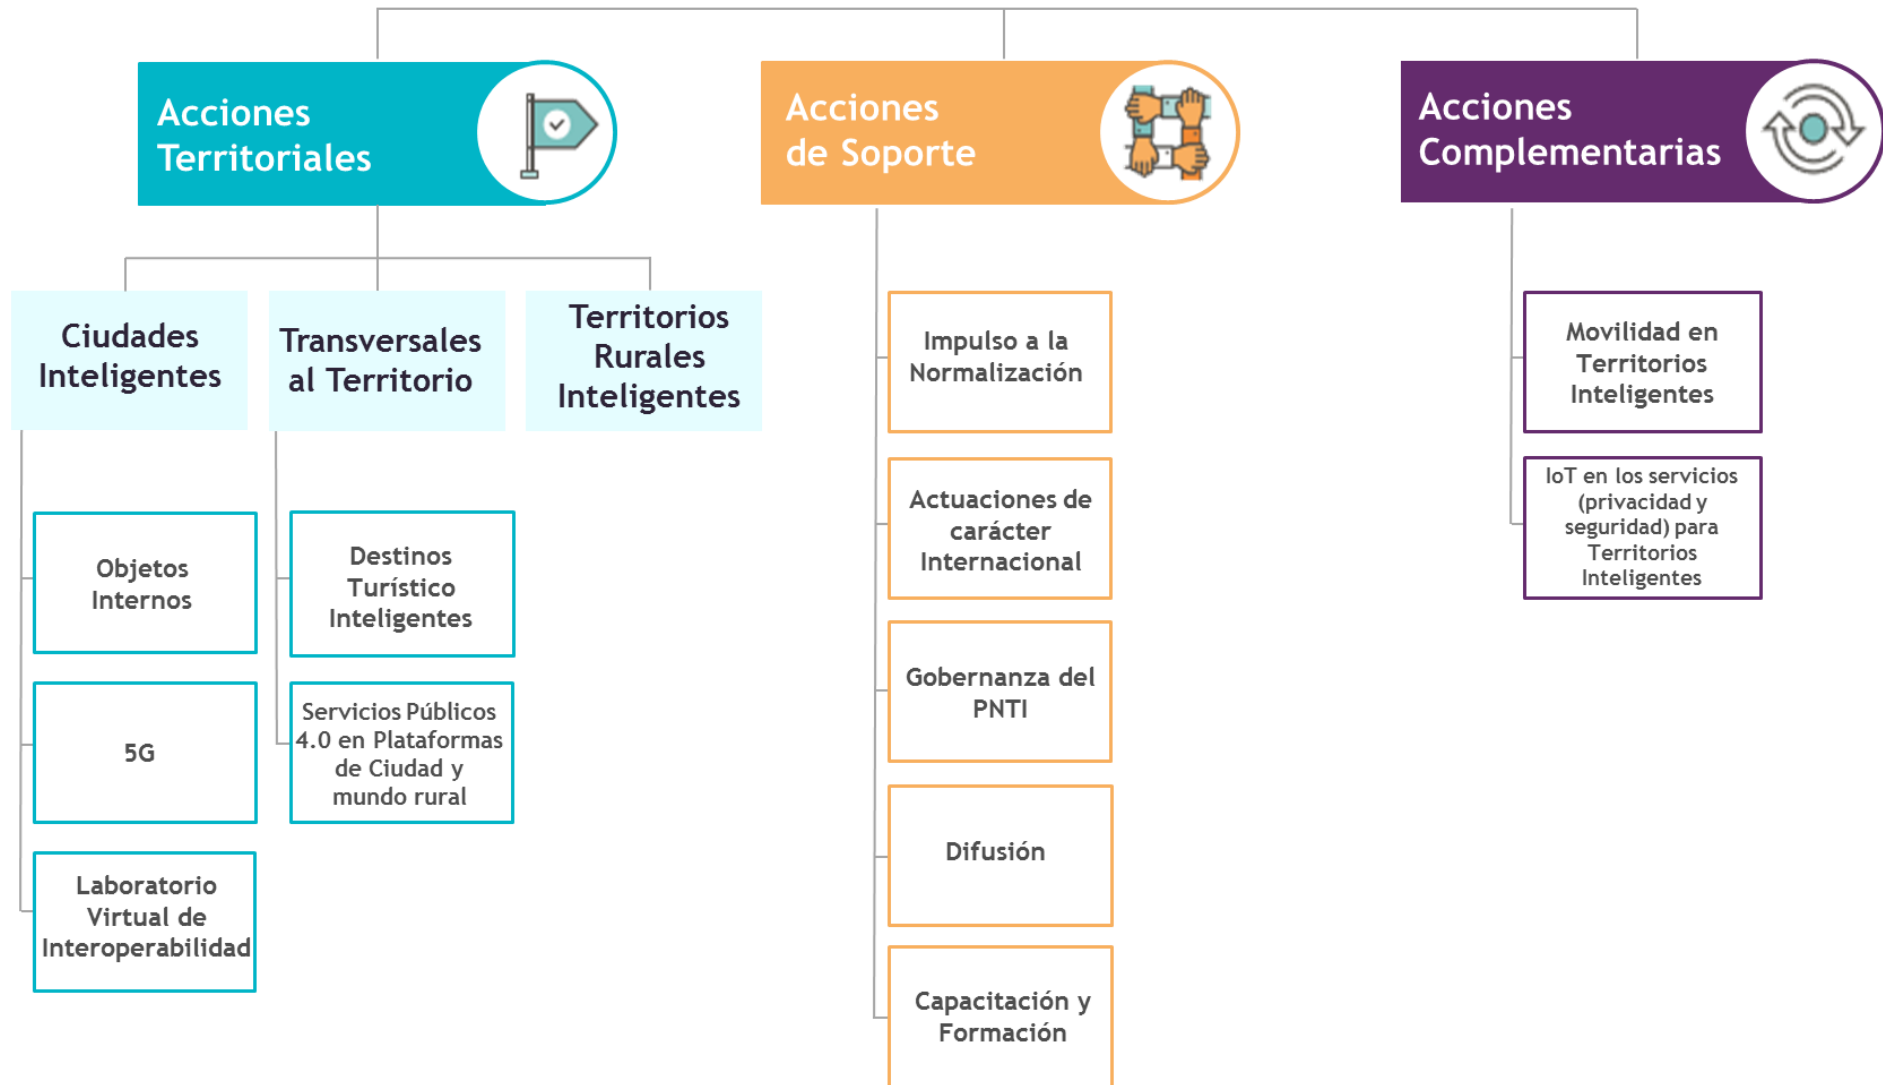 Acciones
Territoriales
Acciones
de Soporte
Acciones
Complementarias
Ciudades
Inteligentes
Transversales
al Territorio
Territorios
Rurales
Inteligentes
Objetos
Internos
5G
Laboratorio
Virtual de
Interoperabilidad
Destinos
Turístico
Inteligentes
Servicios Públicos
4.0 en Plataformas
de Ciudad y
mundo rural
Impulso a la
Normalización
Actuaciones de
carácter
Internacional
Gobernanza del
PNTI
Difusión
Capacitación y
Formación
Movilidad en
Territorios
Inteligentes
IoT en los servicios
(privacidad y
seguridad) para
Territorios
Inteligentes